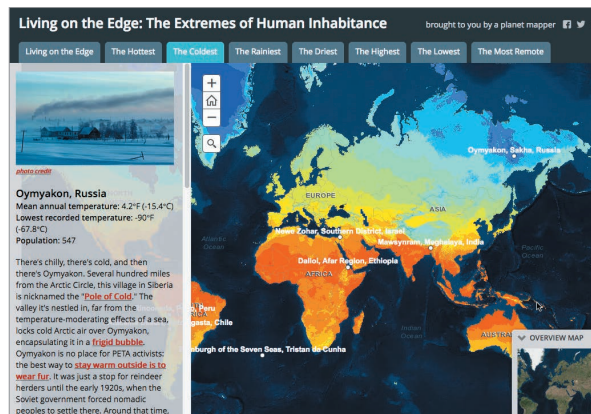 Living on the Edge: The Extremes of Human Inhabitance
brought to you by a planet mapper
Living on the Edge
The Hottest
The Coldest
The Rainiest
The Driest
The Highest
The Lowest
The Most Remote
photo credit
Oymyakon, Russia
Mean annual temperature: 4.2°F (-15.4°C)
Lowest recorded temperature: -90°F
(-67.8°C)
Population: 547
There's chilly, there's cold, and then
there's Oymyakon. Several hundred miles
from the Arctic Circle, this village in Siberia
is nicknamed the "Pole of Cold." The
valley it's nestled in, far from the
temperature-moderating effects of a sea,
locks cold Arctic air over Oymyakon,
encapsulating it in a frigid bubble.
Oymyakon is no place for PETA activists:
the best way to stay warm outside is to
wear fur. It was just a stop for reindeer
herders until the early 1920s, when the
Soviet government forced nomadic
peoples to settle there. Around that time,
Oymyakon, Sakha, Russia
EUROPE
ASIA
Atlantic
Ocean
Neve Zohar, Southern District, Israel
Mawsynram, Meghalaya, India
Pacific
Ocean
Dallol, Afar Region, Ethiopia
AFRICA
Peru
Chile
Indian
Ocean
AUSTRA
burgh of the Seven Seas, Tristan da Cunha
OVERVIEW MAP